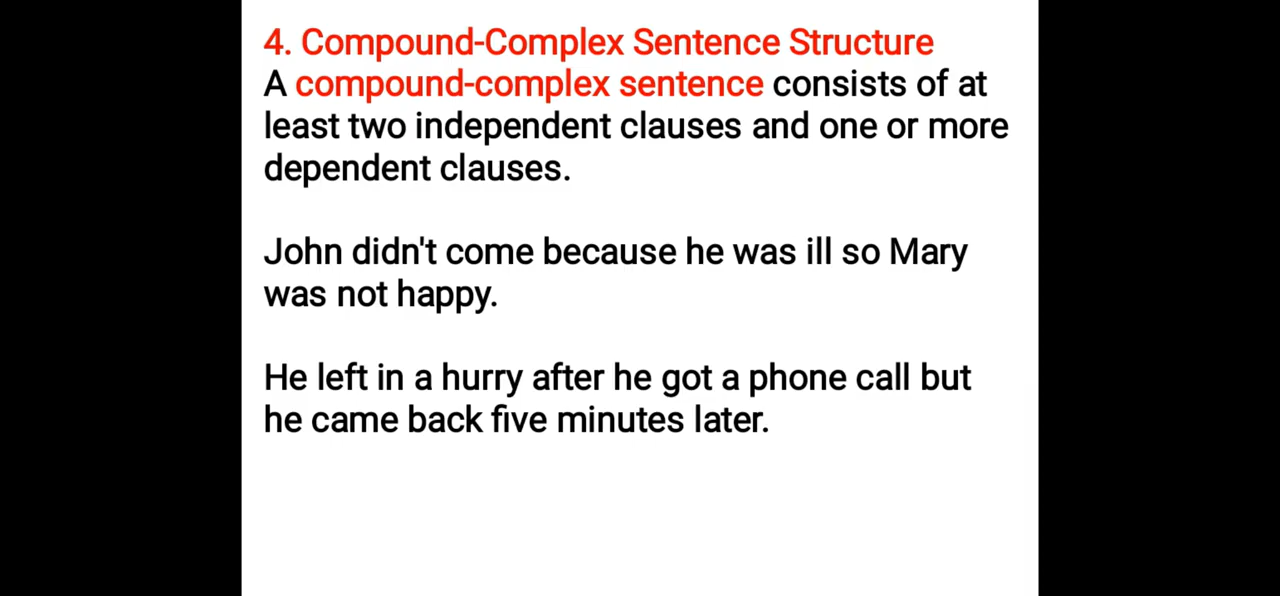 4. Compound-Complex Sentence Structure
A compound-complex sentence consists of at
least two independent clauses and one or more
dependent clauses.
John didn't come because he was ill so Mary
was not happy.
He left in a hurry after he got a phone call but
he came back five minutes later.